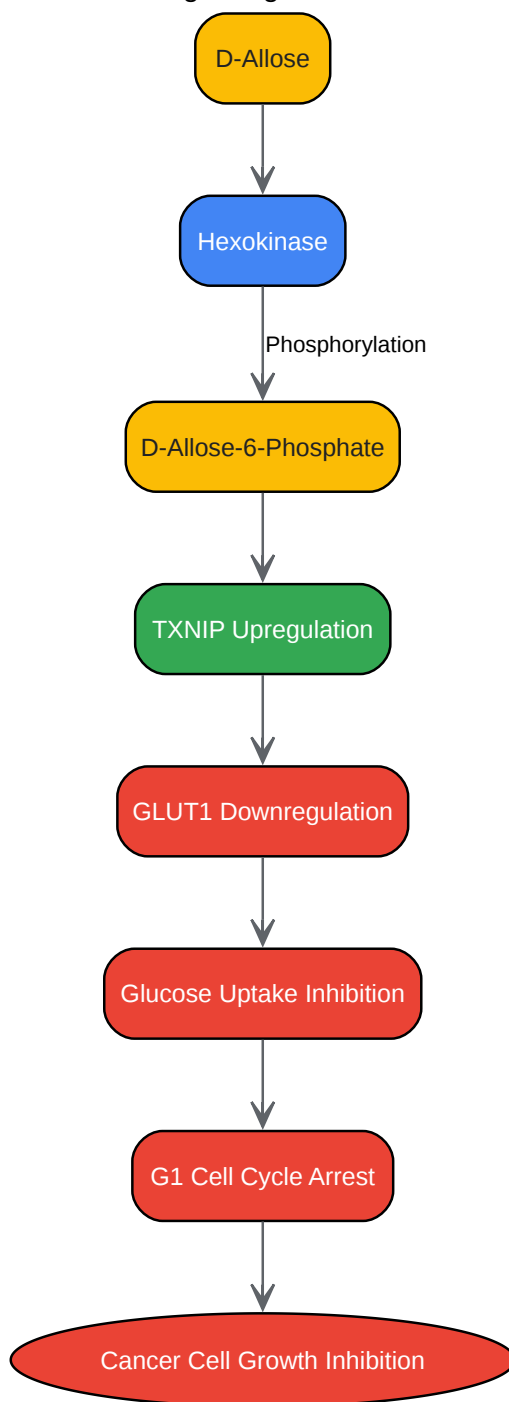 D-Allose
Hexokinase
Phosphorylation
D-Allose-6-Phosphate
TXNIP Upregulation
GLUT1 Downregulation
Glucose Uptake Inhibition
G1 Cell Cycle Arrest
Cancer Cell Growth Inhibition